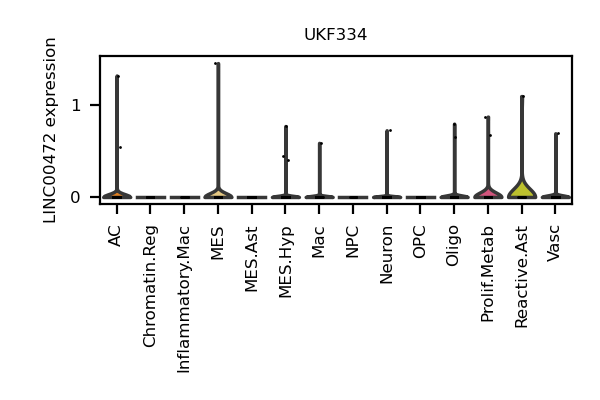 UKF334
LINC00472 expression
1
0
AC
Chromatin.Reg
Inflammatory.Mac
MES
MES.Ast
MES.Hyp
Mac
NPC
Neuron
OPC
Oligo
Prolif.Metab
Reactive.Ast
Vasc